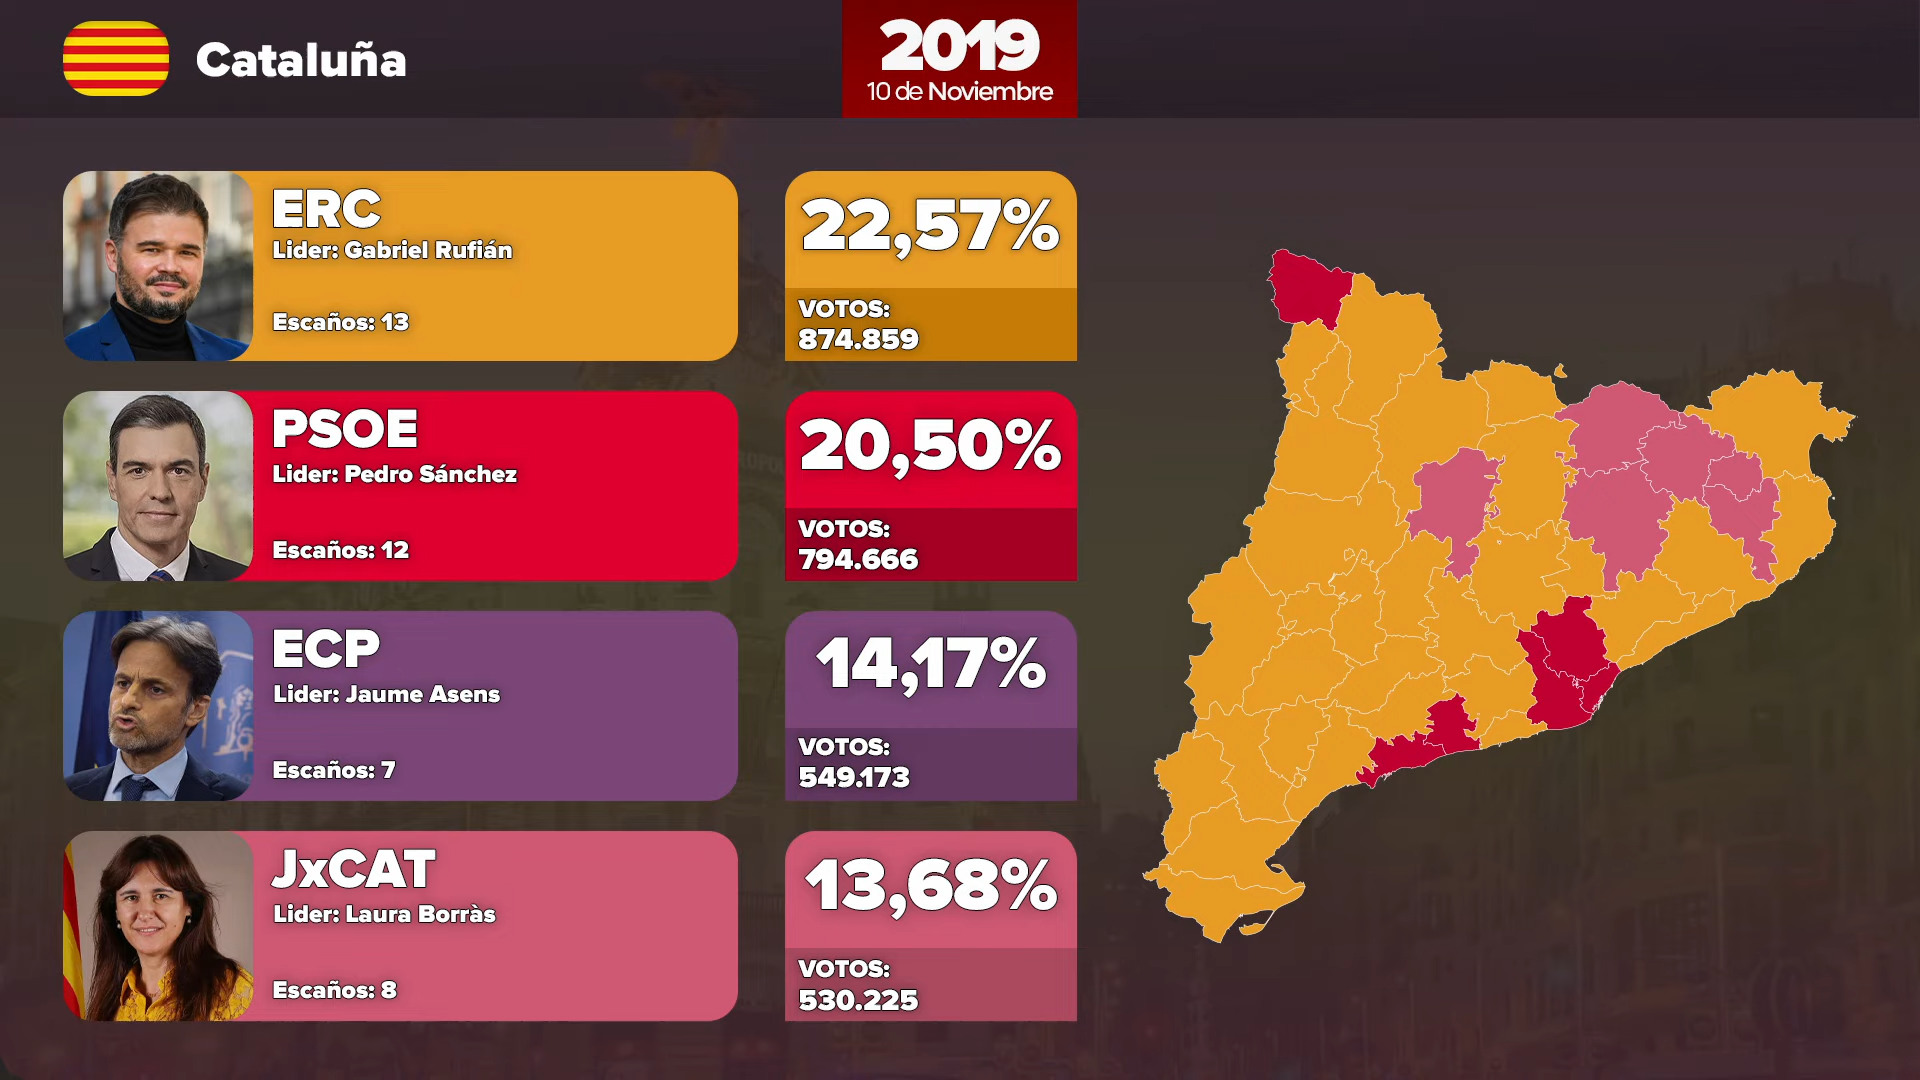 Cataluña
2019
10 de Noviembre
ERC
Lider: Gabriel Rufián
Escaños: 13
22,57%
VOTOS:
874.859
PSOE
Lider: Pedro Sánchez
Escaños: 12
20,50%
VOTOS:
794.666
ECP
Lider: Jaume Asens
Escaños: 7
14,17%
VOTOS:
549.173
JxCAT
Lider: Laura Borràs
Escaños: 8
13,68%
VOTOS:
530.225